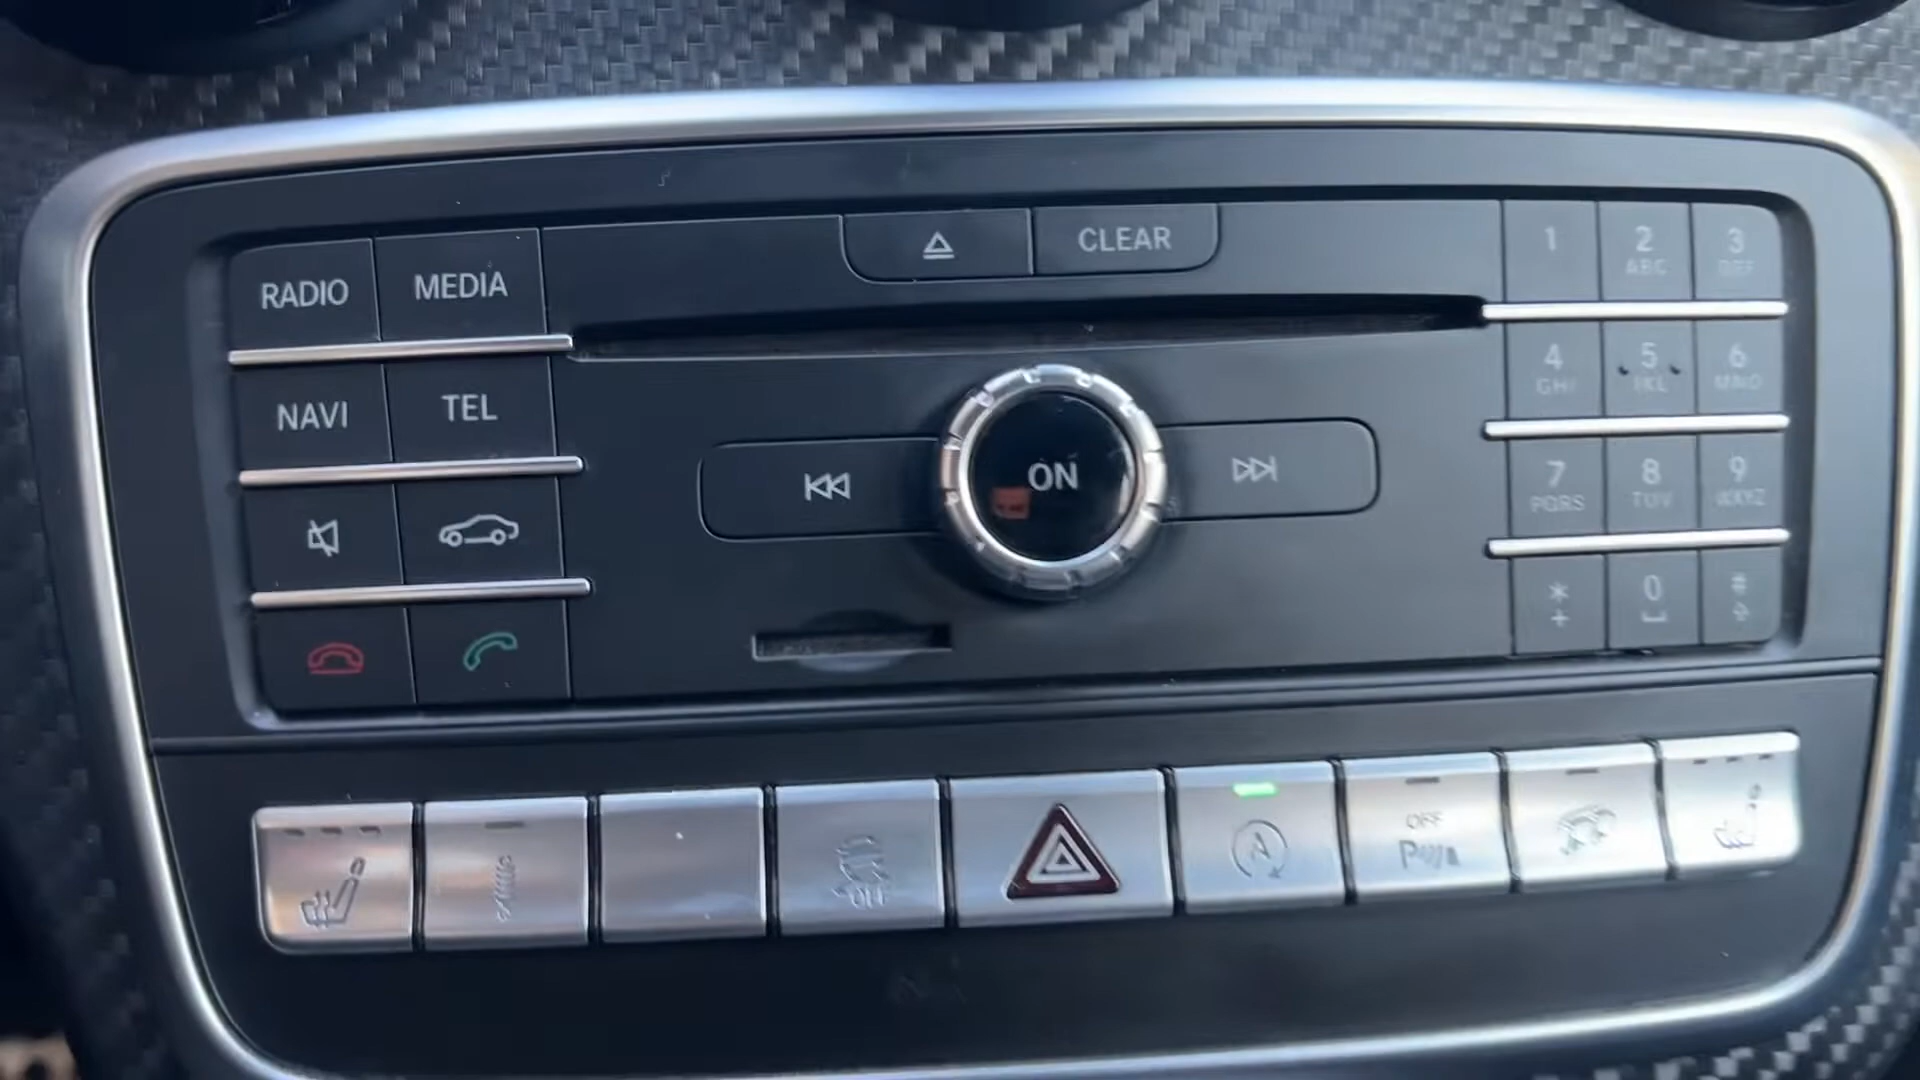 RADIO MEDIA CLEAR 1 2 3
ABC DEF
NAVI TEL 4 5 6
GHI JKL MNO
ON 7 8 9
PQRS TUV WXYZ
* 0 #
+
OFF
P